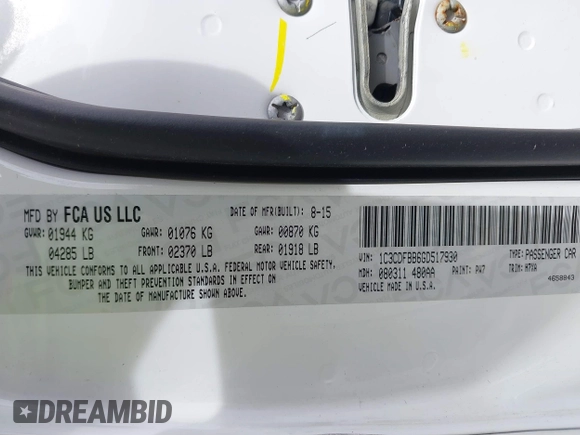 MFD BY FCA US LLC DATE OF MFR(BUILT): 8-15
GVWR: 01944 KG GAWR: 01076 KG GAWR: 00870 KG
04285 LB FRONT: 02370 LB REAR: 01918 LB
THIS VEHICLE CONFORMS TO ALL APPLICABLE U.S.A. FEDERAL MOTOR VEHICLE SAFETY,
BUMPER AND THEFT PREVENTION STANDARDS IN EFFECT ON
THE DATE OF MANUFACTURE SHOWN ABOVE.
VIN: 1C3CDFBB6GD517930 TYPE: PASSENGER CAR
MDH: 080311 480AA PAINT: PW7 TRIM: H7XA
VEHICLE MADE IN U.S.A. 4658843
DREAMBID